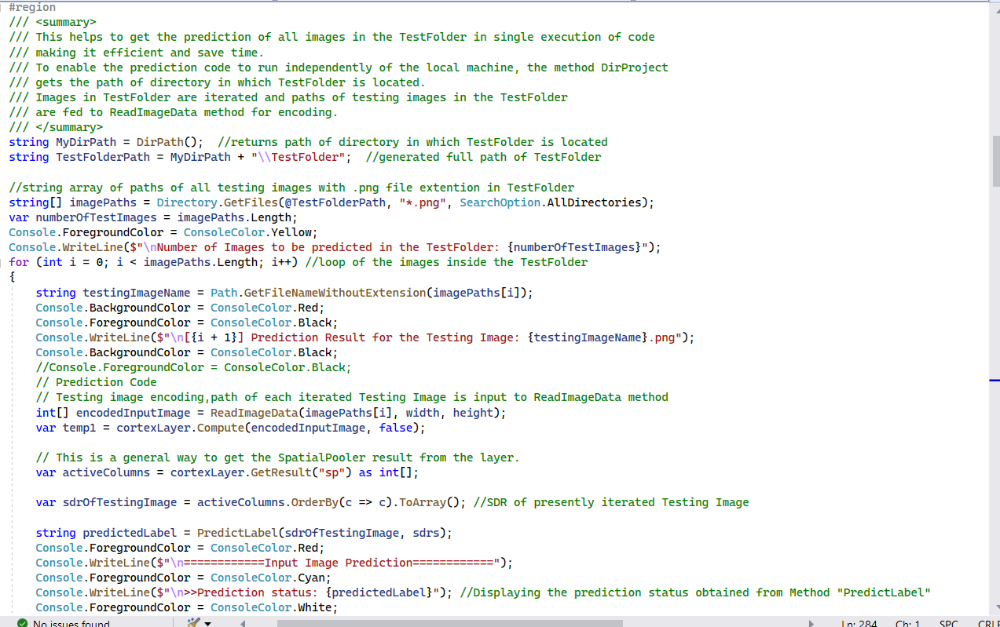 #region
/// <summary>
/// This helps to get the prediction of all images in the TestFolder in single execution of code
/// making it efficient and save time.
/// To enable the prediction code to run independently of the local machine, the method DirProject
/// gets the path of directory in which TestFolder is located.
/// Images in TestFolder are iterated and paths of testing images in the TestFolder
/// are fed to ReadImageData method for encoding.
/// </summary>
string MyDirPath = DirPath();  //returns path of directory in which TestFolder is located
string TestFolderPath = MyDirPath + "\\TestFolder";  //generated full path of TestFolder

//string array of paths of all testing images with .png file extention in TestFolder
string[] imagePaths = Directory.GetFiles(@TestFolderPath, "*.png", SearchOption.AllDirectories);
var numberOfTestImages = imagePaths.Length;
Console.ForegroundColor = ConsoleColor.Yellow;
Console.WriteLine($"\nNumber of Images to be predicted in the TestFolder: {numberOfTestImages}");
for (int i = 0; i < imagePaths.Length; i++) //loop of the images inside the TestFolder
{
    string testingImageName = Path.GetFileNameWithoutExtension(imagePaths[i]);
    Console.BackgroundColor = ConsoleColor.Red;
    Console.ForegroundColor = ConsoleColor.Black;
    Console.WriteLine($"\n[{i + 1}] Prediction Result for the Testing Image: {testingImageName}.png");
    Console.BackgroundColor = ConsoleColor.Black;
    //Console.ForegroundColor = ConsoleColor.Black;
    // Prediction Code
    // Testing image encoding,path of each iterated Testing Image is input to ReadImageData method
    int[] encodedInputImage = ReadImageData(imagePaths[i], width, height);
    var temp1 = cortexLayer.Compute(encodedInputImage, false);

    // This is a general way to get the SpatialPooler result from the layer.
    var activeColumns = cortexLayer.GetResult("sp") as int[];

    var sdrOfTestingImage = activeColumns.OrderBy(c => c).ToArray(); //SDR of presently iterated Testing Image

    string predictedLabel = PredictLabel(sdrOfTestingImage, sdrs);
    Console.ForegroundColor = ConsoleColor.Red;
    Console.WriteLine($"\n============Input Image Prediction============");
    Console.ForegroundColor = ConsoleColor.Cyan;
    Console.WriteLine($"\n>>Prediction status: {predictedLabel}"); //Displaying the prediction status obtained from Method "PredictLabel"
    Console.ForegroundColor = ConsoleColor.White;
No issues found Ln: 284 Ch: 1 SPC CRLF